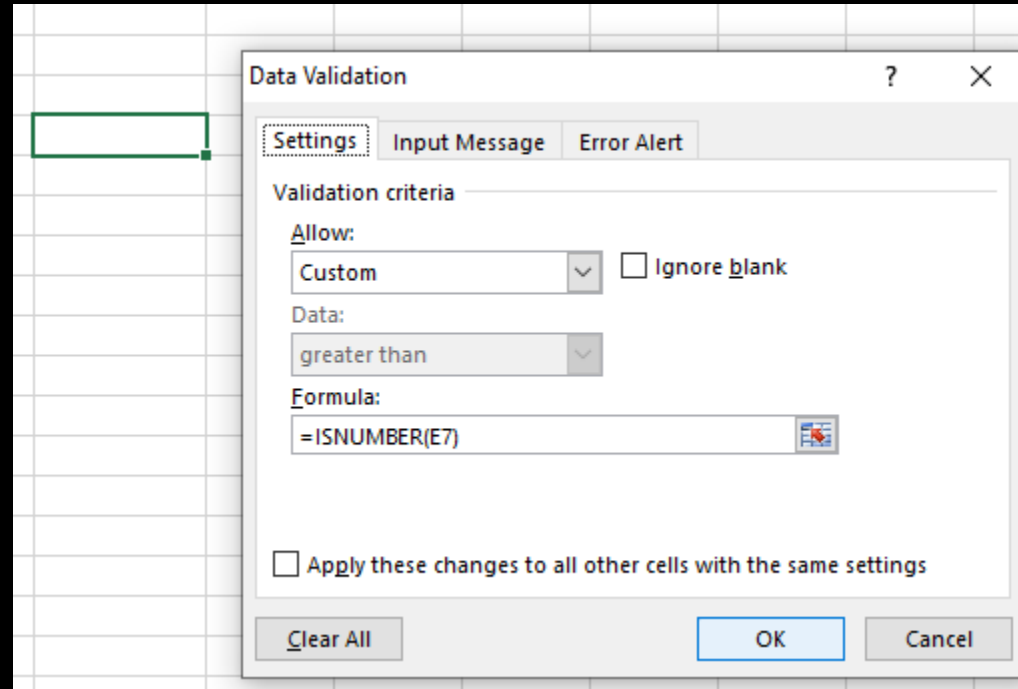 Data Validation ?
Settings Input Message Error Alert
Validation criteria
Allow:
Custom Ignore blank
Data:
greater than
Formula:
=ISNUMBER(E7)
Apply these changes to all other cells with the same settings
Clear All OK Cancel